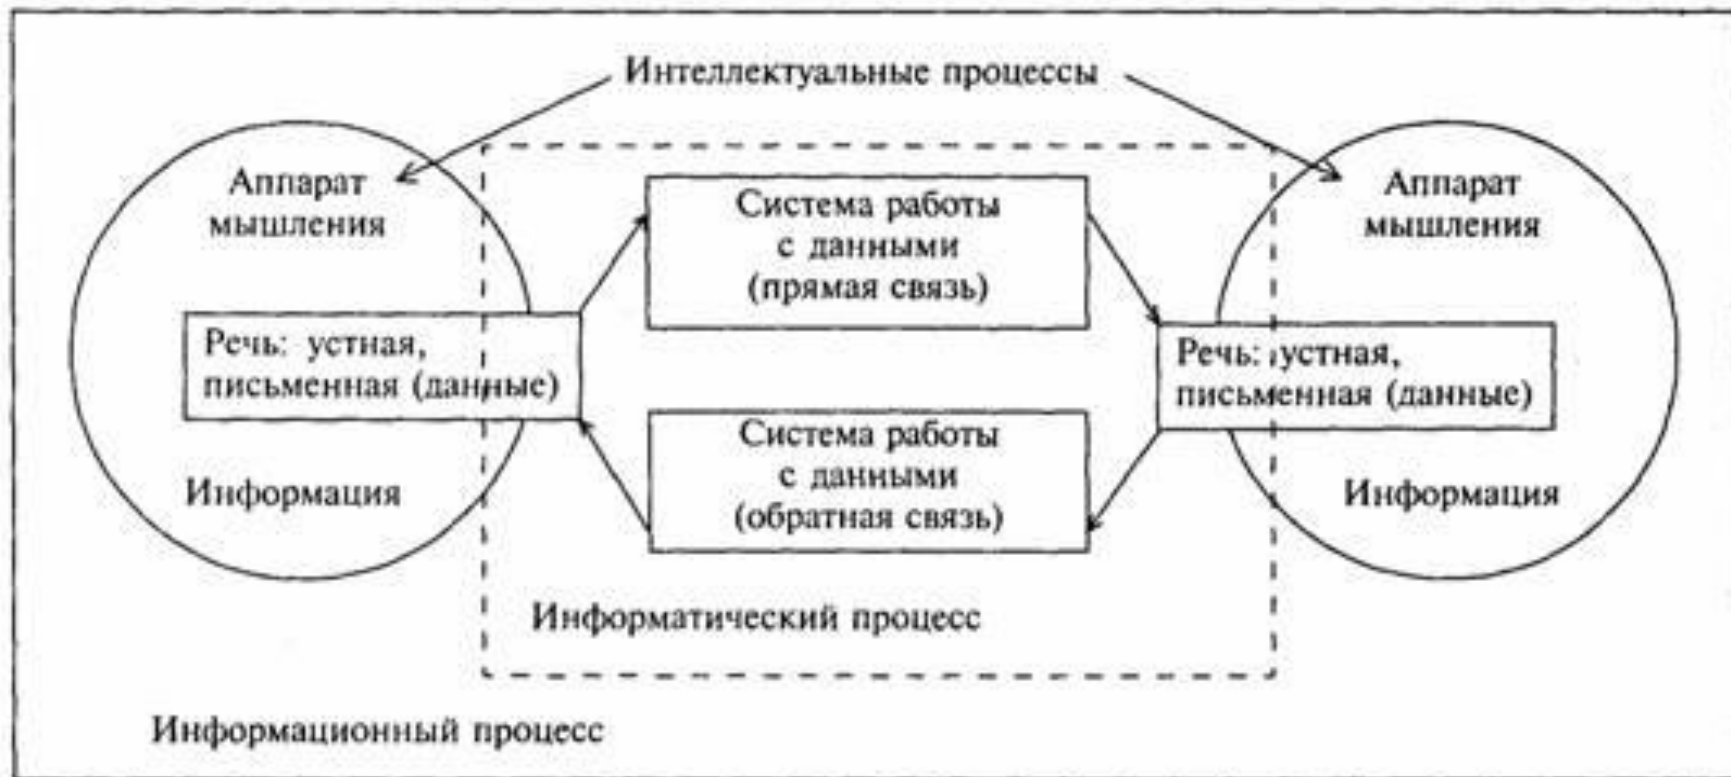 Интеллектуальные процессы
Аппарат
мышления
Система работы
с данными
(прямая связь)
Аппарат
мышления
Речь: устная,
письменная (данные)
Речь: устная,
письменная (данные)
Система работы
с данными
(обратная связь)
Информация
Информация
Информатический процесс
Информационный процесс